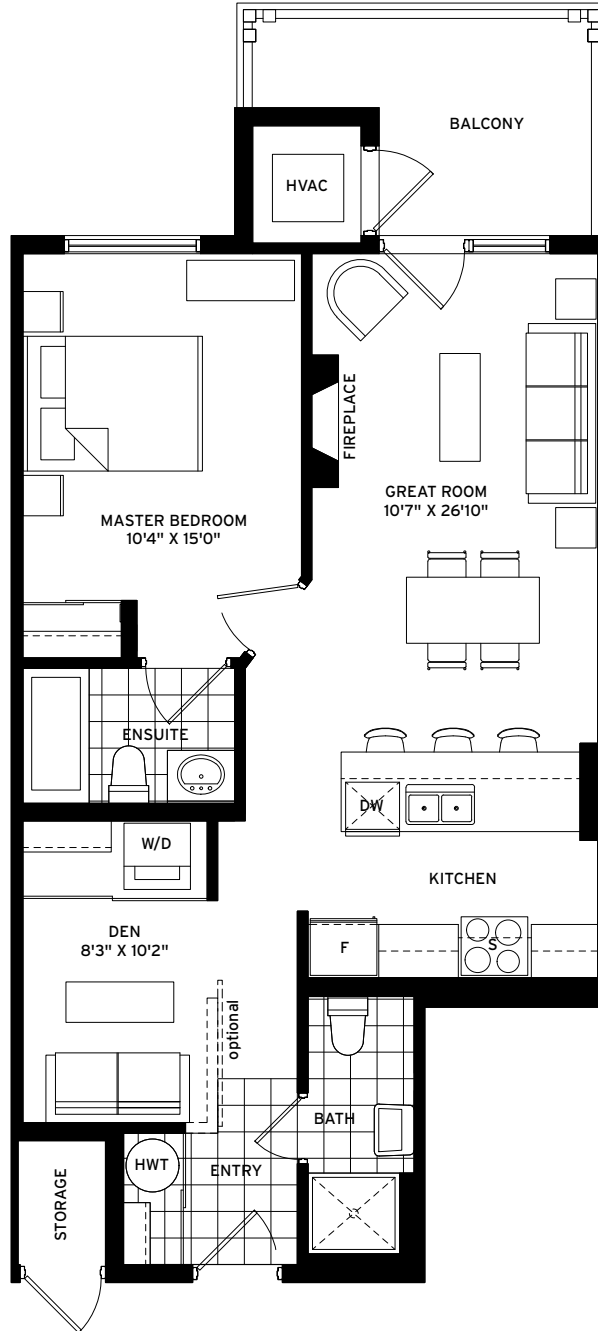 BALCONY
HVAC
FIREPLACE
GREAT ROOM
10'7" X 26'10"
MASTER BEDROOM
10'4" X 15'0"
ENSUITE
DW
W/D
KITCHEN
DEN
8'3" X 10'2"
F
S
optional
BATH
HWT
ENTRY
STORAGE